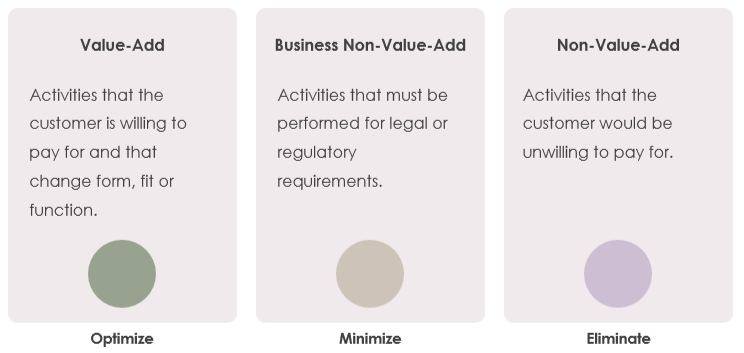 Value-Add
Activities that the
customer is willing to
pay for and that
change form, fit or
function.
Optimize
Business Non-Value-Add
Activities that must be
performed for legal or
regulatory
requirements.
Minimize
Non-Value-Add
Activities that the
customer would be
unwilling to pay for.
Eliminate